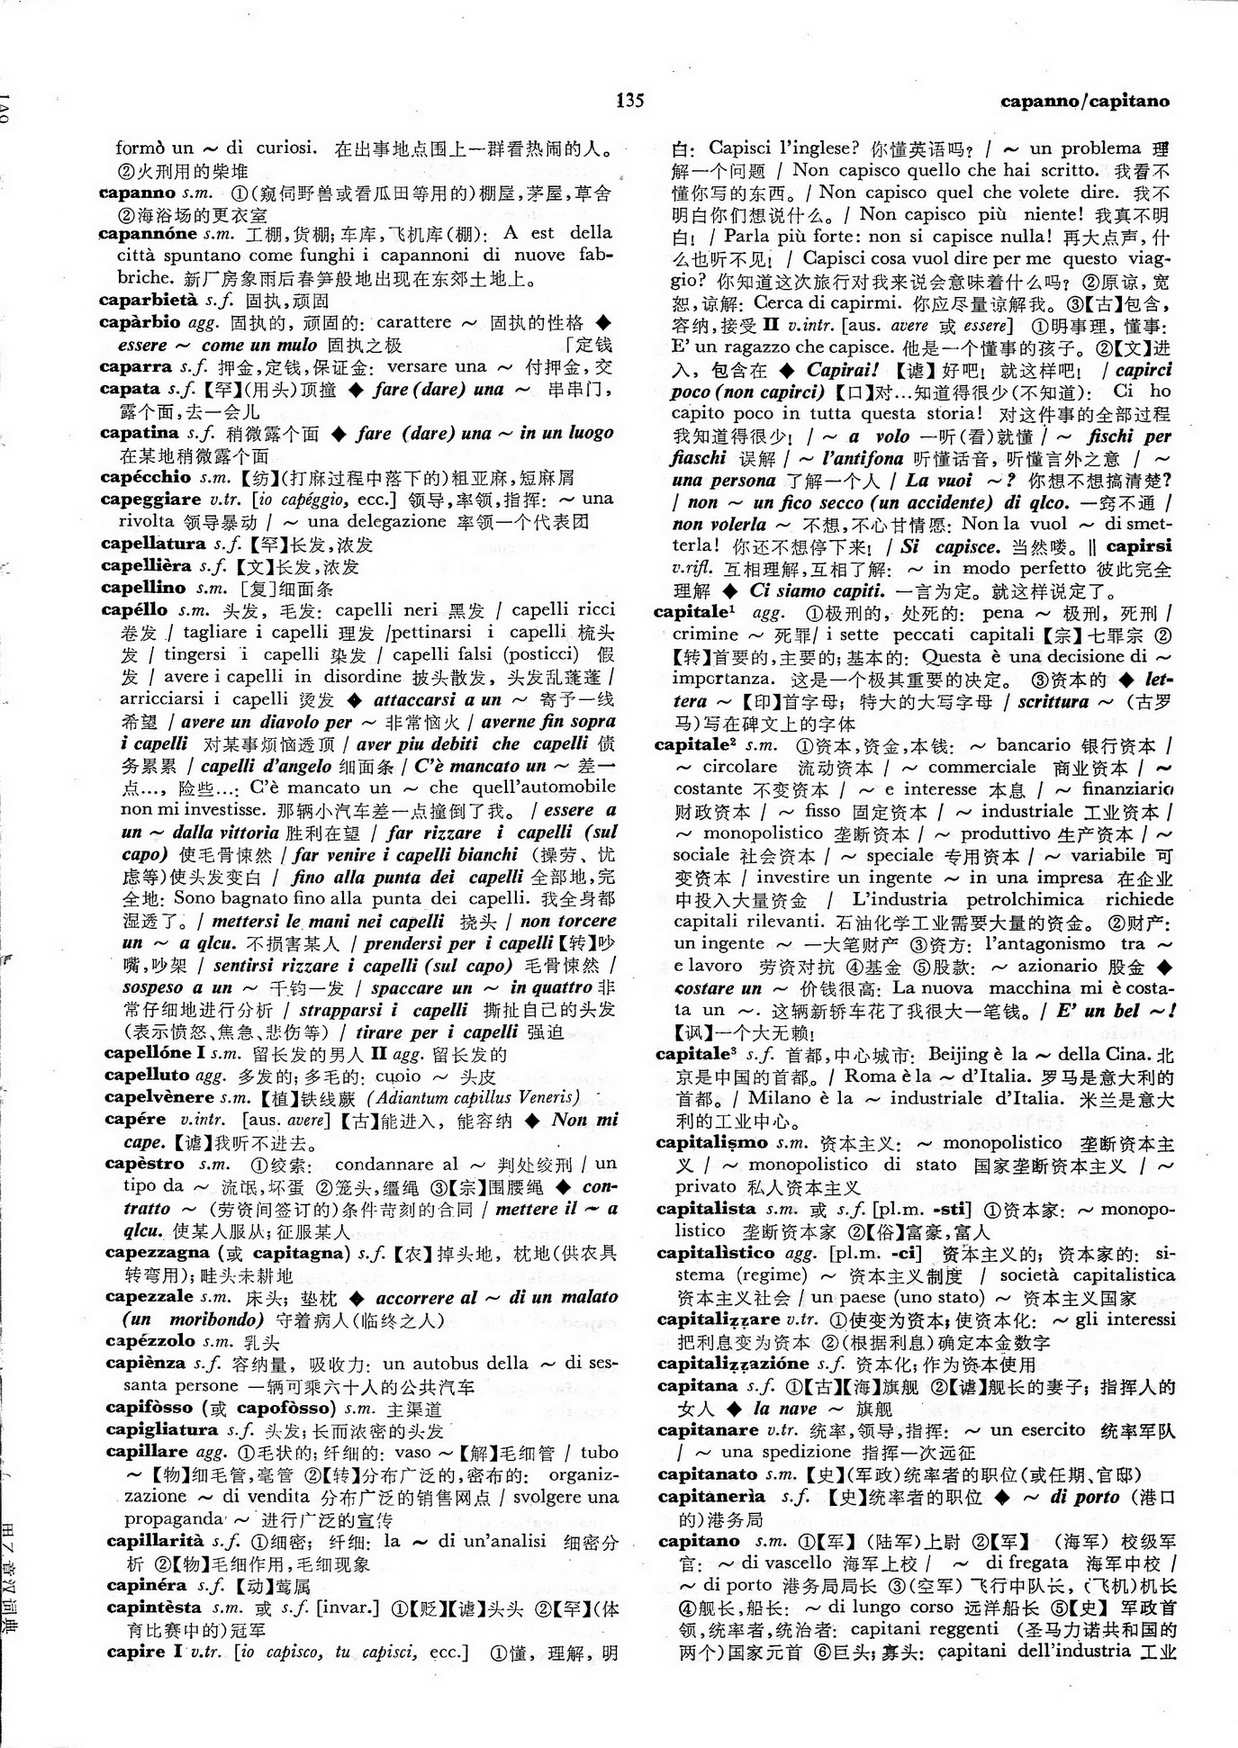 135
capanno/capitano
formò un ~ di curiosi. 在出事地点围上一群看热闹的人。
②火刑用的柴堆
capanno s.m. ①(窥伺野兽或看瓜田等用的)棚屋,茅屋,草舍
②海浴场的更衣室
capannóne s.m. 工棚,货棚;车库,飞机库(棚): A est della
città spuntano come funghi i capannoni di nuove fab-
briche. 新厂房象雨后春笋般地出现在东郊土地上。
caparbietà s.f. 固执,顽固
capàrbio agg. 固执的, 顽固的: carattere ~ 固执的性格 ◆
essere ~ come un mulo 固执之极 「定钱
caparra s.f. 押金,定钱,保证金: versare una ~ 付押金,交
capata s.f.【罕】(用头)顶撞 ◆ fare (dare) una ~ 串串门,
露个面,去一会儿
capatina s.f. 稍微露个面 ◆ fare (dare) una ~ in un luogo
在某地稍微露个面
capécchio s.m.【纺】(打麻过程中落下的)粗亚麻,短麻屑
capeggiare v.tr. [io capéggio, ecc.] 领导,率领,指挥: ~ una
rivolta 领导暴动 / ~ una delegazione 率领一个代表团
capellatura s.f.【罕】长发,浓发
capellièra s.f.【文】长发,浓发
capellino s.m. [复]细面条
capéllo s.m. 头发, 毛发: capelli neri 黑发 / capelli ricci
卷发 / tagliare i capelli 理发 /pettinarsi i capelli 梳头
发 / tingersi i capelli 染发 / capelli falsi (posticci) 假
发 / avere i capelli in disordine 披头散发, 头发乱蓬蓬 /
arricciarsi i capelli 烫发 ◆ attaccarsi a un ~ 寄予一线
希望 / avere un diavolo per ~ 非常恼火 / averne fin sopra
i capelli 对某事烦恼透顶 / aver piu debiti che capelli 债
务累累 / capelli d'angelo 细面条 / C'è mancato un ~ 差一
点…, 险些…: C'è mancato un ~ che quell'automobile
non mi investisse. 那辆小汽车差一点撞倒了我。 / essere a
un ~ dalla vittoria 胜利在望 / far rizzare i capelli (sul
capo) 使毛骨悚然 / far venire i capelli bianchi (操劳、忧
虑等)使头发变白 / fino alla punta dei capelli 全部地,完
全地: Sono bagnato fino alla punta dei capelli. 我全身都
湿透了。/ mettersi le mani nei capelli 挠头 / non torcere
un ~ a qlcu. 不损害某人 / prendersi per i capelli【转】吵
嘴,吵架 / sentirsi rizzare i capelli (sul capo) 毛骨悚然 /
sospeso a un ~ 千钧一发 / spaccare un ~ in quattro 非
常仔细地进行分析 / strapparsi i capelli 撕扯自己的头发
(表示愤怒、焦急、悲伤等) / tirare per i capelli 强迫
capellóne I s.m. 留长发的男人 II agg. 留长发的
capelluto agg. 多发的; 多毛的: cuoio ~ 头皮
capelvènere s.m.【植】铁线蕨 (Adiantum capillus Veneris)
capére v.intr. [aus. avere]【古】能进入, 能容纳 ◆ Non mi
cape.【谑】我听不进去。
capèstro s.m. ①绞索: condannare al ~ 判处绞刑 / un
tipo da ~ 流氓,坏蛋 ②笼头,缰绳 ③【宗】围腰绳 ◆ con-
tratto ~ (劳资间签订的)条件苛刻的合同 / mettere il ~ a
qlcu. 使某人服从;征服某人
capezzagna (或 capitagna) s.f.【农】掉头地, 枕地(供农具
转弯用);畦头未耕地
capezzale s.m. 床头; 垫枕 ◆ accorrere al ~ di un malato
(un moribondo) 守着病人(临终之人)
capézzolo s.m. 乳头
capiènza s.f. 容纳量, 吸收力: un autobus della ~ di ses-
santa persone 一辆可乘六十人的公共汽车
capifòsso (或 capofòsso) s.m. 主渠道
capigliatura s.f. 头发; 长而浓密的头发
capillare agg. ①毛状的; 纤细的: vaso ~【解】毛细管 / tubo
~【物】细毛管,毫管 ②【转】分布广泛的,密布的: organiz-
zazione ~ di vendita 分布广泛的销售网点 / svolgere una
propaganda ~ 进行广泛的宣传
capillarità s.f. ①细密; 纤细: la ~ di un'analisi 细密分
析 ②【物】毛细作用,毛细现象
capinéra s.f.【动】莺属
capintèsta s.m. 或 s.f. [invar.] ①【贬】【谑】头头 ②【罕】(体
育比赛中的)冠军
capire I v.tr. [io capisco, tu capisci, ecc.] ①懂, 理解, 明
白: Capisci l'inglese? 你懂英语吗? / ~ un problema 理
解一个问题 / Non capisco quello che hai scritto. 我看不
懂你写的东西。/ Non capisco quel che volete dire. 我不
明白你们想说什么。/ Non capisco più niente! 我真不明
白! / Parla più forte: non si capisce nulla! 再大点声,什
么也听不见! / Capisci cosa vuol dire per me questo viag-
gio? 你知道这次旅行对我来说会意味着什么吗? ②原谅, 宽
恕,谅解: Cerca di capirmi. 你应尽量谅解我。③【古】包含,
容纳,接受 II v.intr. [aus. avere 或 essere] ①明事理, 懂事:
E' un ragazzo che capisce. 他是一个懂事的孩子。②【文】进
入, 包含在 ◆ Capirai! 【谑】好吧! 就这样吧! / capirci
poco (non capirci)【口】对…知道得很少(不知道): Ci ho
capito poco in tutta questa storia! 对这件事的全部过程
我知道得很少! / ~ a volo 一听(看)就懂 / ~ fischi per
fiaschi 误解 / ~ l'antifona 听懂话音, 听懂言外之意 / ~
una persona 了解一个人 / La vuoi ~? 你想不想搞清楚?
/ non ~ un fico secco (un accidente) di qlco. 一窍不通 /
non volerla ~ 不想,不心甘情愿: Non la vuol ~ di smet-
terla! 你还不想停下来! / Si capisce. 当然喽。‖ capirsi
v.rifl. 互相理解,互相了解: ~ in modo perfetto 彼此完全
理解 ◆ Ci siamo capiti. 一言为定。就这样说定了。
capitale¹ agg. ①极刑的, 处死的: pena ~ 极刑, 死刑 /
crimine ~ 死罪/ i sette peccati capitali【宗】七罪宗 ②
【转】首要的,主要的; 基本的: Questa è una decisione di ~
importanza. 这是一个极其重要的决定。 ③资本的 ◆ let-
tera ~【印】首字母; 特大的大写字母 / scrittura ~ (古罗
马)写在碑文上的字体
capitale² s.m. ①资本,资金,本钱: ~ bancario 银行资本 /
~ circolare 流动资本 / ~ commerciale 商业资本 / ~
costante 不变资本 / ~ e interesse 本息 / ~ finanziario
财政资本 / ~ fisso 固定资本 / ~ industriale 工业资本 /
~ monopolistico 垄断资本 / ~ produttivo 生产资本 / ~
sociale 社会资本 / ~ speciale 专用资本 / ~ variabile 可
变资本 / investire un ingente ~ in una impresa 在企业
中投入大量资金 / L'industria petrolchimica richiede
capitali rilevanti. 石油化学工业需要大量的资金。②财产:
un ingente ~ 一大笔财产 ③资方: l'antagonismo tra ~
e lavoro 劳资对抗 ④基金 ⑤股款: ~ azionario 股金 ◆
costare un ~ 价钱很高: La nuova macchina mi è costa-
ta un ~. 这辆新轿车花了我很大一笔钱。/ E' un bel ~!
【讽】一个大无赖!
capitale³ s.f. 首都,中心城市: Beijing è la ~ della Cina. 北
京是中国的首都。/ Roma è la ~ d'Italia. 罗马是意大利的
首都。/ Milano è la ~ industriale d'Italia. 米兰是意大
利的工业中心。
capitalismo s.m. 资本主义: ~ monopolistico 垄断资本主
义 / ~ monopolistico di stato 国家垄断资本主义 / ~
privato 私人资本主义
capitalista s.m. 或 s.f. [pl.m. -sti] ①资本家: ~ monopo-
listico 垄断资本家 ②【俗】富豪,富人
capitalìstico agg. [pl.m. -ci] 资本主义的; 资本家的: si-
stema (regime) ~ 资本主义制度 / società capitalistica
资本主义社会 / un paese (uno stato) ~ 资本主义国家
capitaliẓẓare v.tr. ①使变为资本; 使资本化: ~ gli interessi
把利息变为资本 ②(根据利息)确定本金数字
capitaliẓẓazióne s.f. 资本化; 作为资本使用
capitana s.f. ①【古】【海】旗舰 ②【谑】舰长的妻子; 指挥人的
女人 ◆ la nave ~ 旗舰
capitanare v.tr. 统率,领导,指挥: ~ un esercito 统率军队
/ ~ una spedizione 指挥一次远征
capitanato s.m.【史】(军政)统率者的职位(或任期、官邸)
capitaneria s.f. 【史】统率者的职位 ◆ ~ di porto (港口
的)港务局
capitano s.m. ①【军】(陆军)上尉 ②【军】 (海军) 校级军
官: ~ di vascello 海军上校 / ~ di fregata 海军中校 /
~ di porto 港务局局长 ③(空军)飞行中队长, (飞机)机长
④舰长,船长: ~ di lungo corso 远洋船长 ⑤【史】 军政首
领,统率者,统治者: capitani reggenti (圣马力诺共和国的
两个)国家元首 ⑥巨头; 寡头: capitani dell'industria 工业